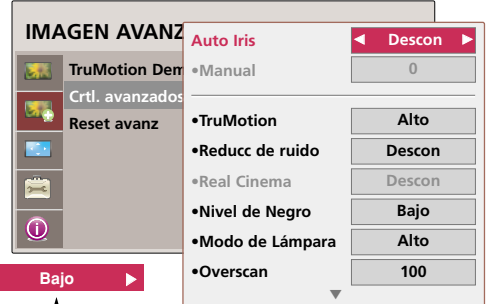 IMAGEN AVANZ
TruMotion Dem
Crtl. avanzados
Reset avanz
Auto Iris ◀ Descon ▶
•Manual 0
•TruMotion Alto
•Reducc de ruido Descon
•Real Cinema Descon
•Nivel de Negro Bajo
•Modo de Lámpara Alto
•Overscan 100
▼
Bajo ▶